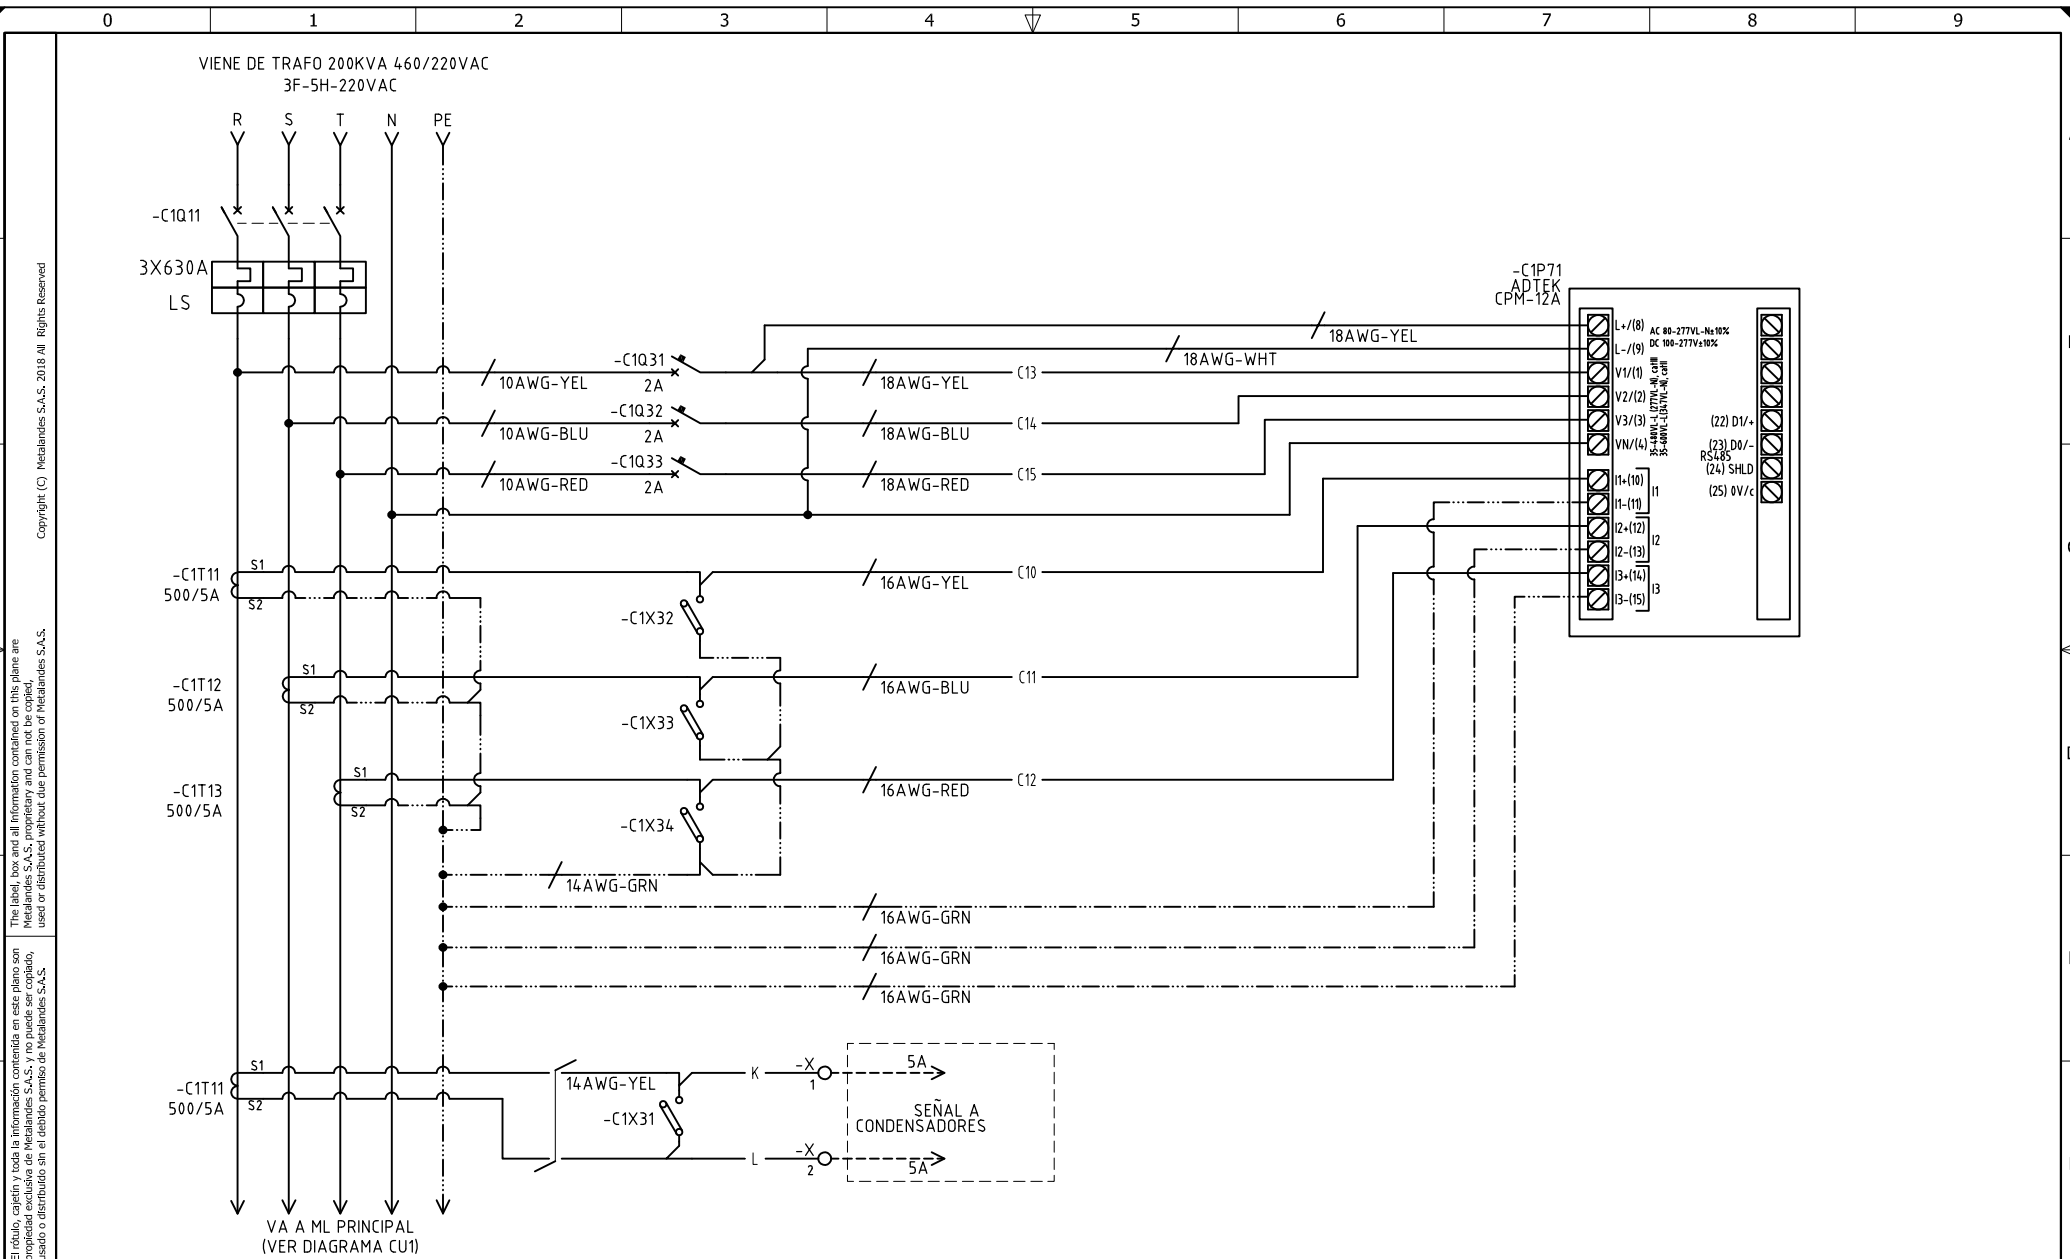 0 1 2 3 4 5 6 7 8 9
VIENE DE TRAFO 200KVA 460/220VAC
3F-5H-220VAC
R S T N PE
-C1Q11
3X630A
LS
-C1P71
ADTEK
CPM-12A
L+/(8)
L-/(9)
V1/(1)
V2/(2)
V3/(3)
VN/(4)
I1+(10)
I1-(11)
I2+(12)
I2-(13)
I3+(14)
I3-(15)
I1
I2
I3
AC 80-277VL-N±10%
DC 100-277V±10%
35-480VL-L (277VL-N), catIII
35-600VL-L(347VL-N), catII
(22) D1/+
(23) D0/-
RS485
(24) SHLD
(25) 0V/c
18AWG-YEL
18AWG-WHT
10AWG-YEL
-C1Q31
2A
18AWG-YEL
C13
10AWG-BLU
-C1Q32
2A
18AWG-BLU
C14
10AWG-RED
-C1Q33
2A
18AWG-RED
C15
-C1T11
500/5A
S1
S2
-C1X32
16AWG-YEL
C10
-C1T12
500/5A
S1
S2
-C1X33
16AWG-BLU
C11
-C1T13
500/5A
S1
S2
-C1X34
16AWG-RED
C12
14AWG-GRN
16AWG-GRN
16AWG-GRN
16AWG-GRN
-C1T11
500/5A
S1
S2
14AWG-YEL
-C1X31
K
L
-X
1
-X
2
5A
SEÑAL A
CONDENSADORES
5A
VA A ML PRINCIPAL
(VER DIAGRAMA CU1)
Copyright (C) Metalandes S.A.S. 2018 All Rights Reserved
The label, box and all information contained on this plane are
Metalandes S.A.S. proprietary and can not be copied,
used or distributed without due permission of Metalandes S.A.S.
El rótulo, cajetín y toda la información contenida en este plano son
propiedad exclusiva de Metalandes S.A.S. y no puede ser copiado,
usado o distribuido sin el debido permiso de Metalandes S.A.S.